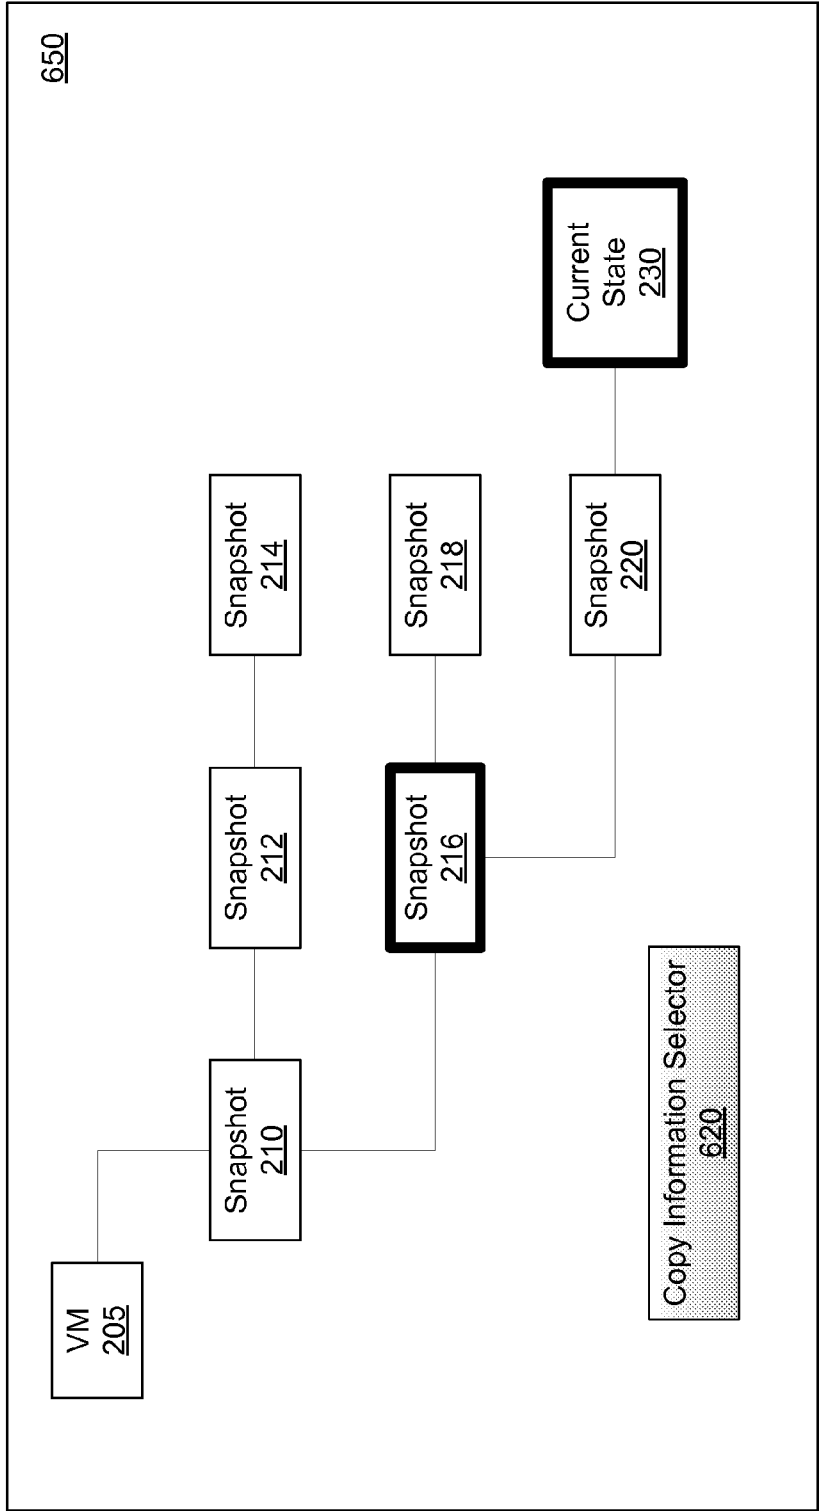 650
VM
205
Snapshot
210
Snapshot
212
Snapshot
214
Snapshot
216
Snapshot
218
Snapshot
220
Current
State
230
Copy Information Selector
620